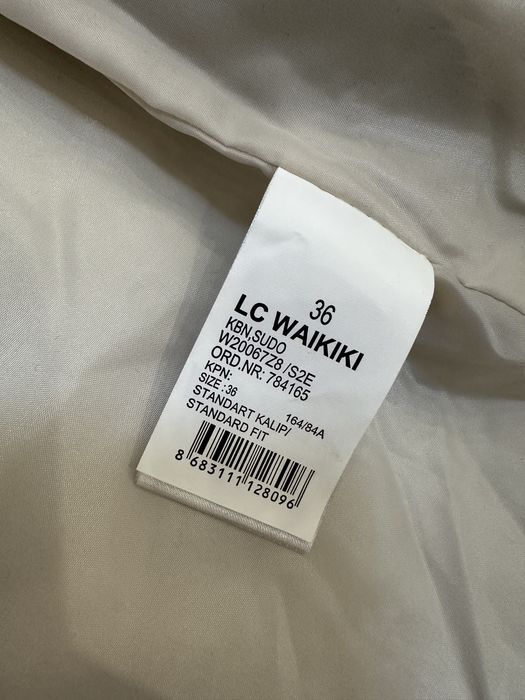 36
LC WAIKIKI
KBN,SUDO
W20067Z8 /S2E
ORD.NR: 784165
KPN:
SIZE :36 164/84A
STANDART KALIP/
STANDARD FIT
8 683111 128096